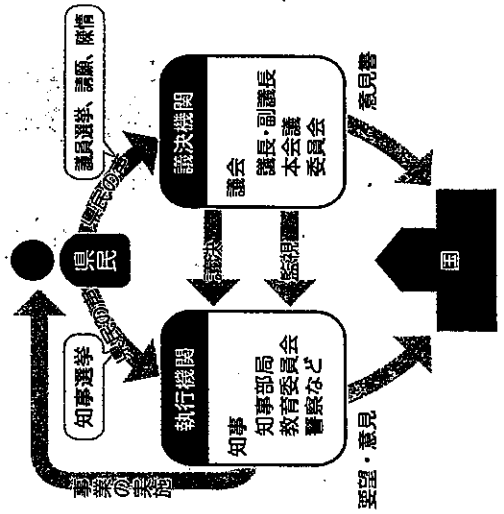 県民
知事選挙
県民の声
議員選挙、請願、陳情
県民の声
執行機関
知事
知事部局
教育委員会
警察など
議決
監視
議決機関
議会
議長・副議長
本会議
委員会
事業の実施
要望・意見
意見書
国